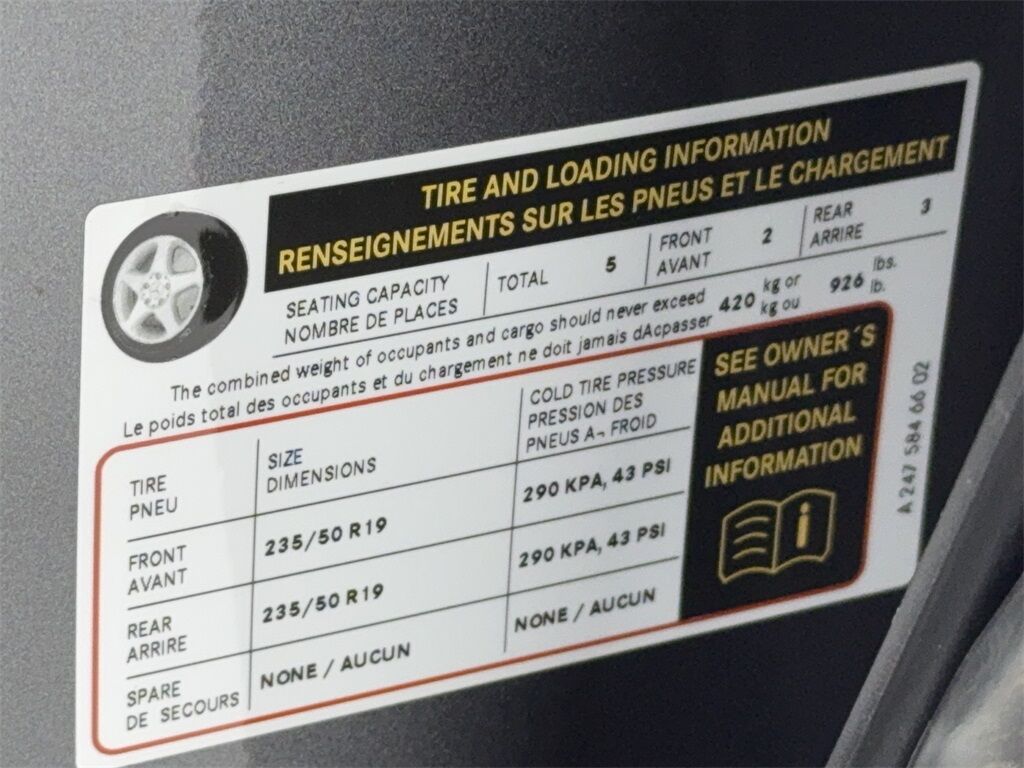 TIRE AND LOADING INFORMATION
RENSEIGNEMENTS SUR LES PNEUS ET LE CHARGEMENT
SEATING CAPACITY
NOMBRE DE PLACES
TOTAL 5
FRONT
AVANT
2
REAR
ARRIRE
3
The combined weight of occupants and cargo should never exceed 420 kg or 926 lbs.
Le poids total des occupants et du chargement ne doit jamais dAcpasser kg ou lb.
TIRE
PNEU
SIZE
DIMENSIONS
COLD TIRE PRESSURE
PRESSION DES
PNEUS A¬ FROID
FRONT
AVANT
235/50 R19
290 KPA, 43 PSI
REAR
ARRIRE
235/50 R19
290 KPA, 43 PSI
SPARE
DE SECOURS
NONE / AUCUN
NONE / AUCUN
SEE OWNER´S
MANUAL FOR
ADDITIONAL
INFORMATION
i
A 247 584 66 02